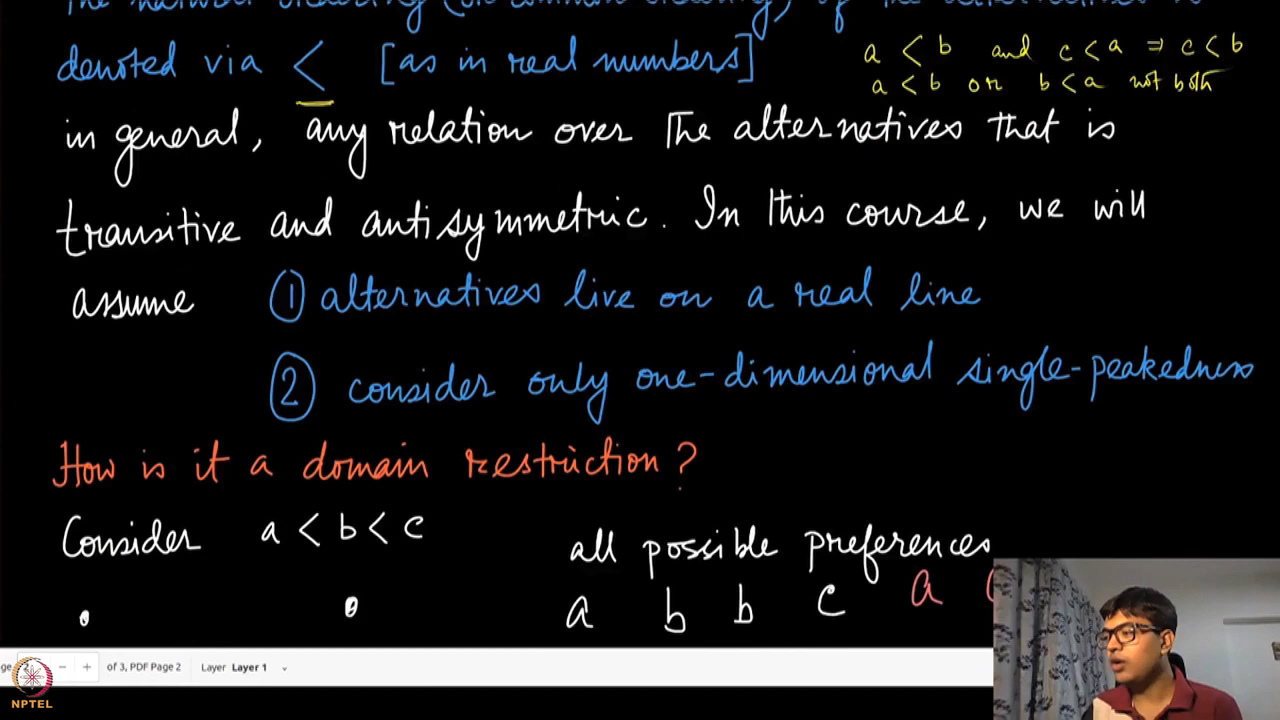 denoted via < [as in real numbers]
a < b and c < a ⇒ c < b
a < b or b < a not both
in general, any relation over The alternatives that is
transitive and antisymmetric. In this course, we will
assume ① alternatives live on a real line
② consider only one-dimensional single-peakedness
How is it a domain restriction?
Consider a < b < c
all possible preferences
a b b c a
of 3, PDF Page 2 Layer Layer 1
NPTEL